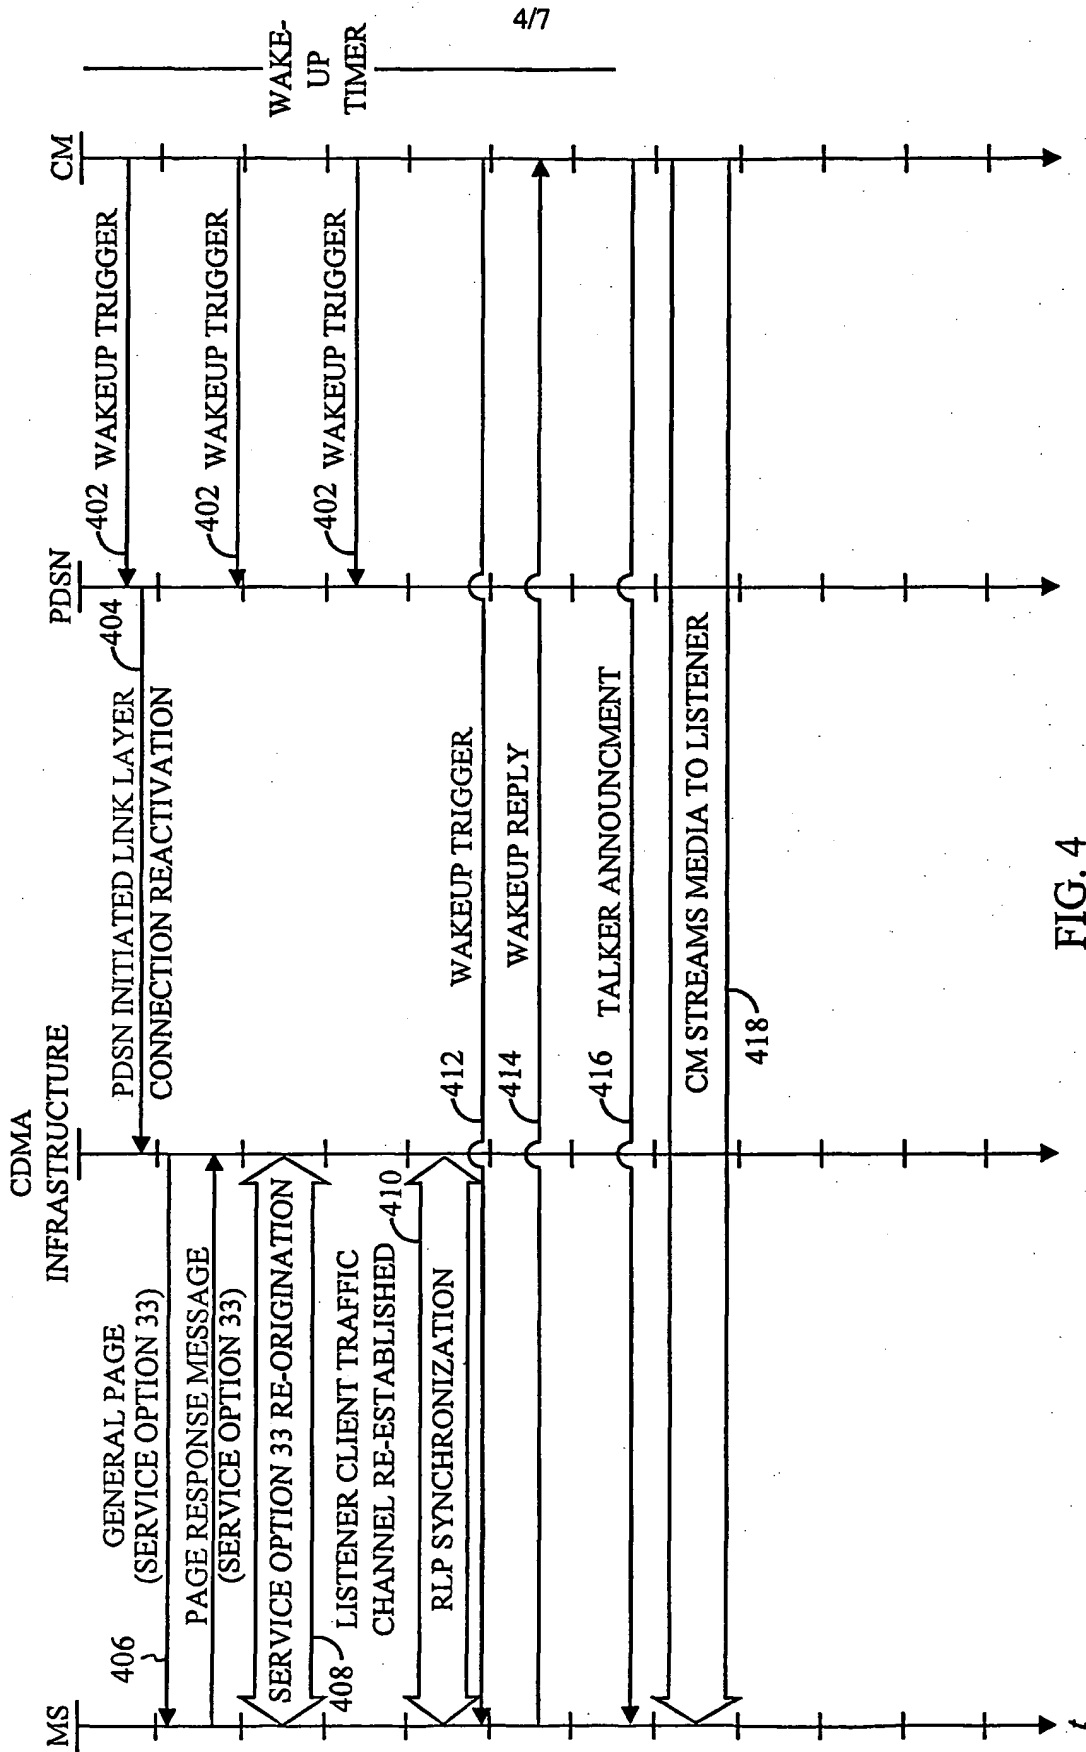 4/7
MS
CDMA
INFRASTRUCTURE
PDSN
CM
WAKE-
UP
TIMER
402 WAKEUP TRIGGER
404
PDSN INITIATED LINK LAYER
CONNECTION REACTIVATION
406
GENERAL PAGE
(SERVICE OPTION 33)
PAGE RESPONSE MESSAGE
(SERVICE OPTION 33)
402 WAKEUP TRIGGER
SERVICE OPTION 33 RE-ORIGINATION
408
402 WAKEUP TRIGGER
LISTENER CLIENT TRAFFIC
CHANNEL RE-ESTABLISHED
410
RLP SYNCHRONIZATION
412
WAKEUP TRIGGER
414
WAKEUP REPLY
416
TALKER ANNOUNCMENT
CM STREAMS MEDIA TO LISTENER
418
t
FIG. 4